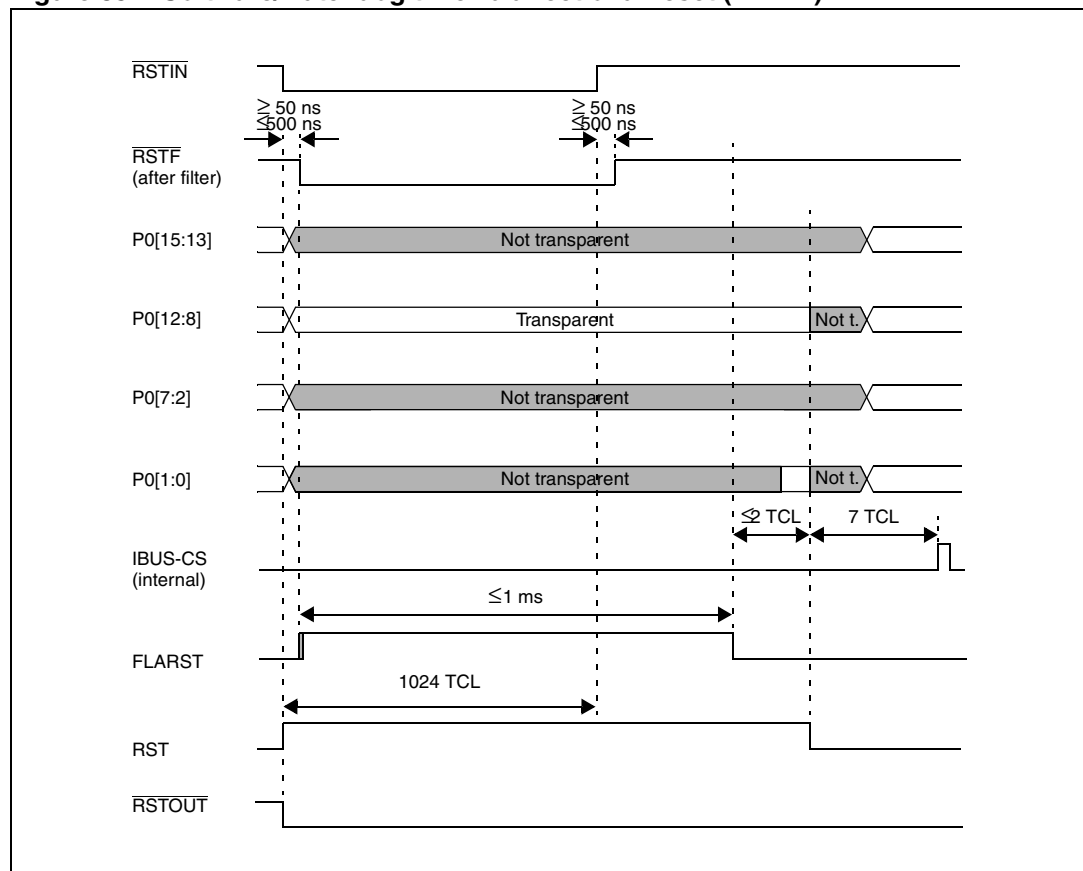 RSTIN
≥ 50 ns ≥ 50 ns
≤500 ns ≤500 ns
RSTF
(after filter)
P0[15:13] Not transparent
P0[12:8] Transparent Not t.
P0[7:2] Not transparent
P0[1:0] Not transparent Not t.
≤2 TCL 7 TCL
IBUS-CS
(internal)
≤1 ms
FLARST
1024 TCL
RST
RSTOUT